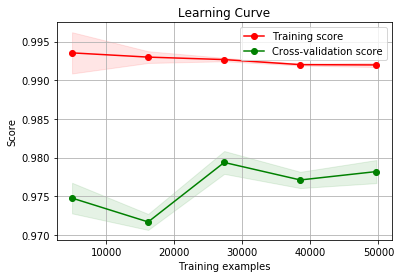 Learning Curve
Training score
Cross-validation score
0.995
0.990
0.985
0.980
0.975
0.970
Score
10000 20000 30000 40000 50000
Training examples